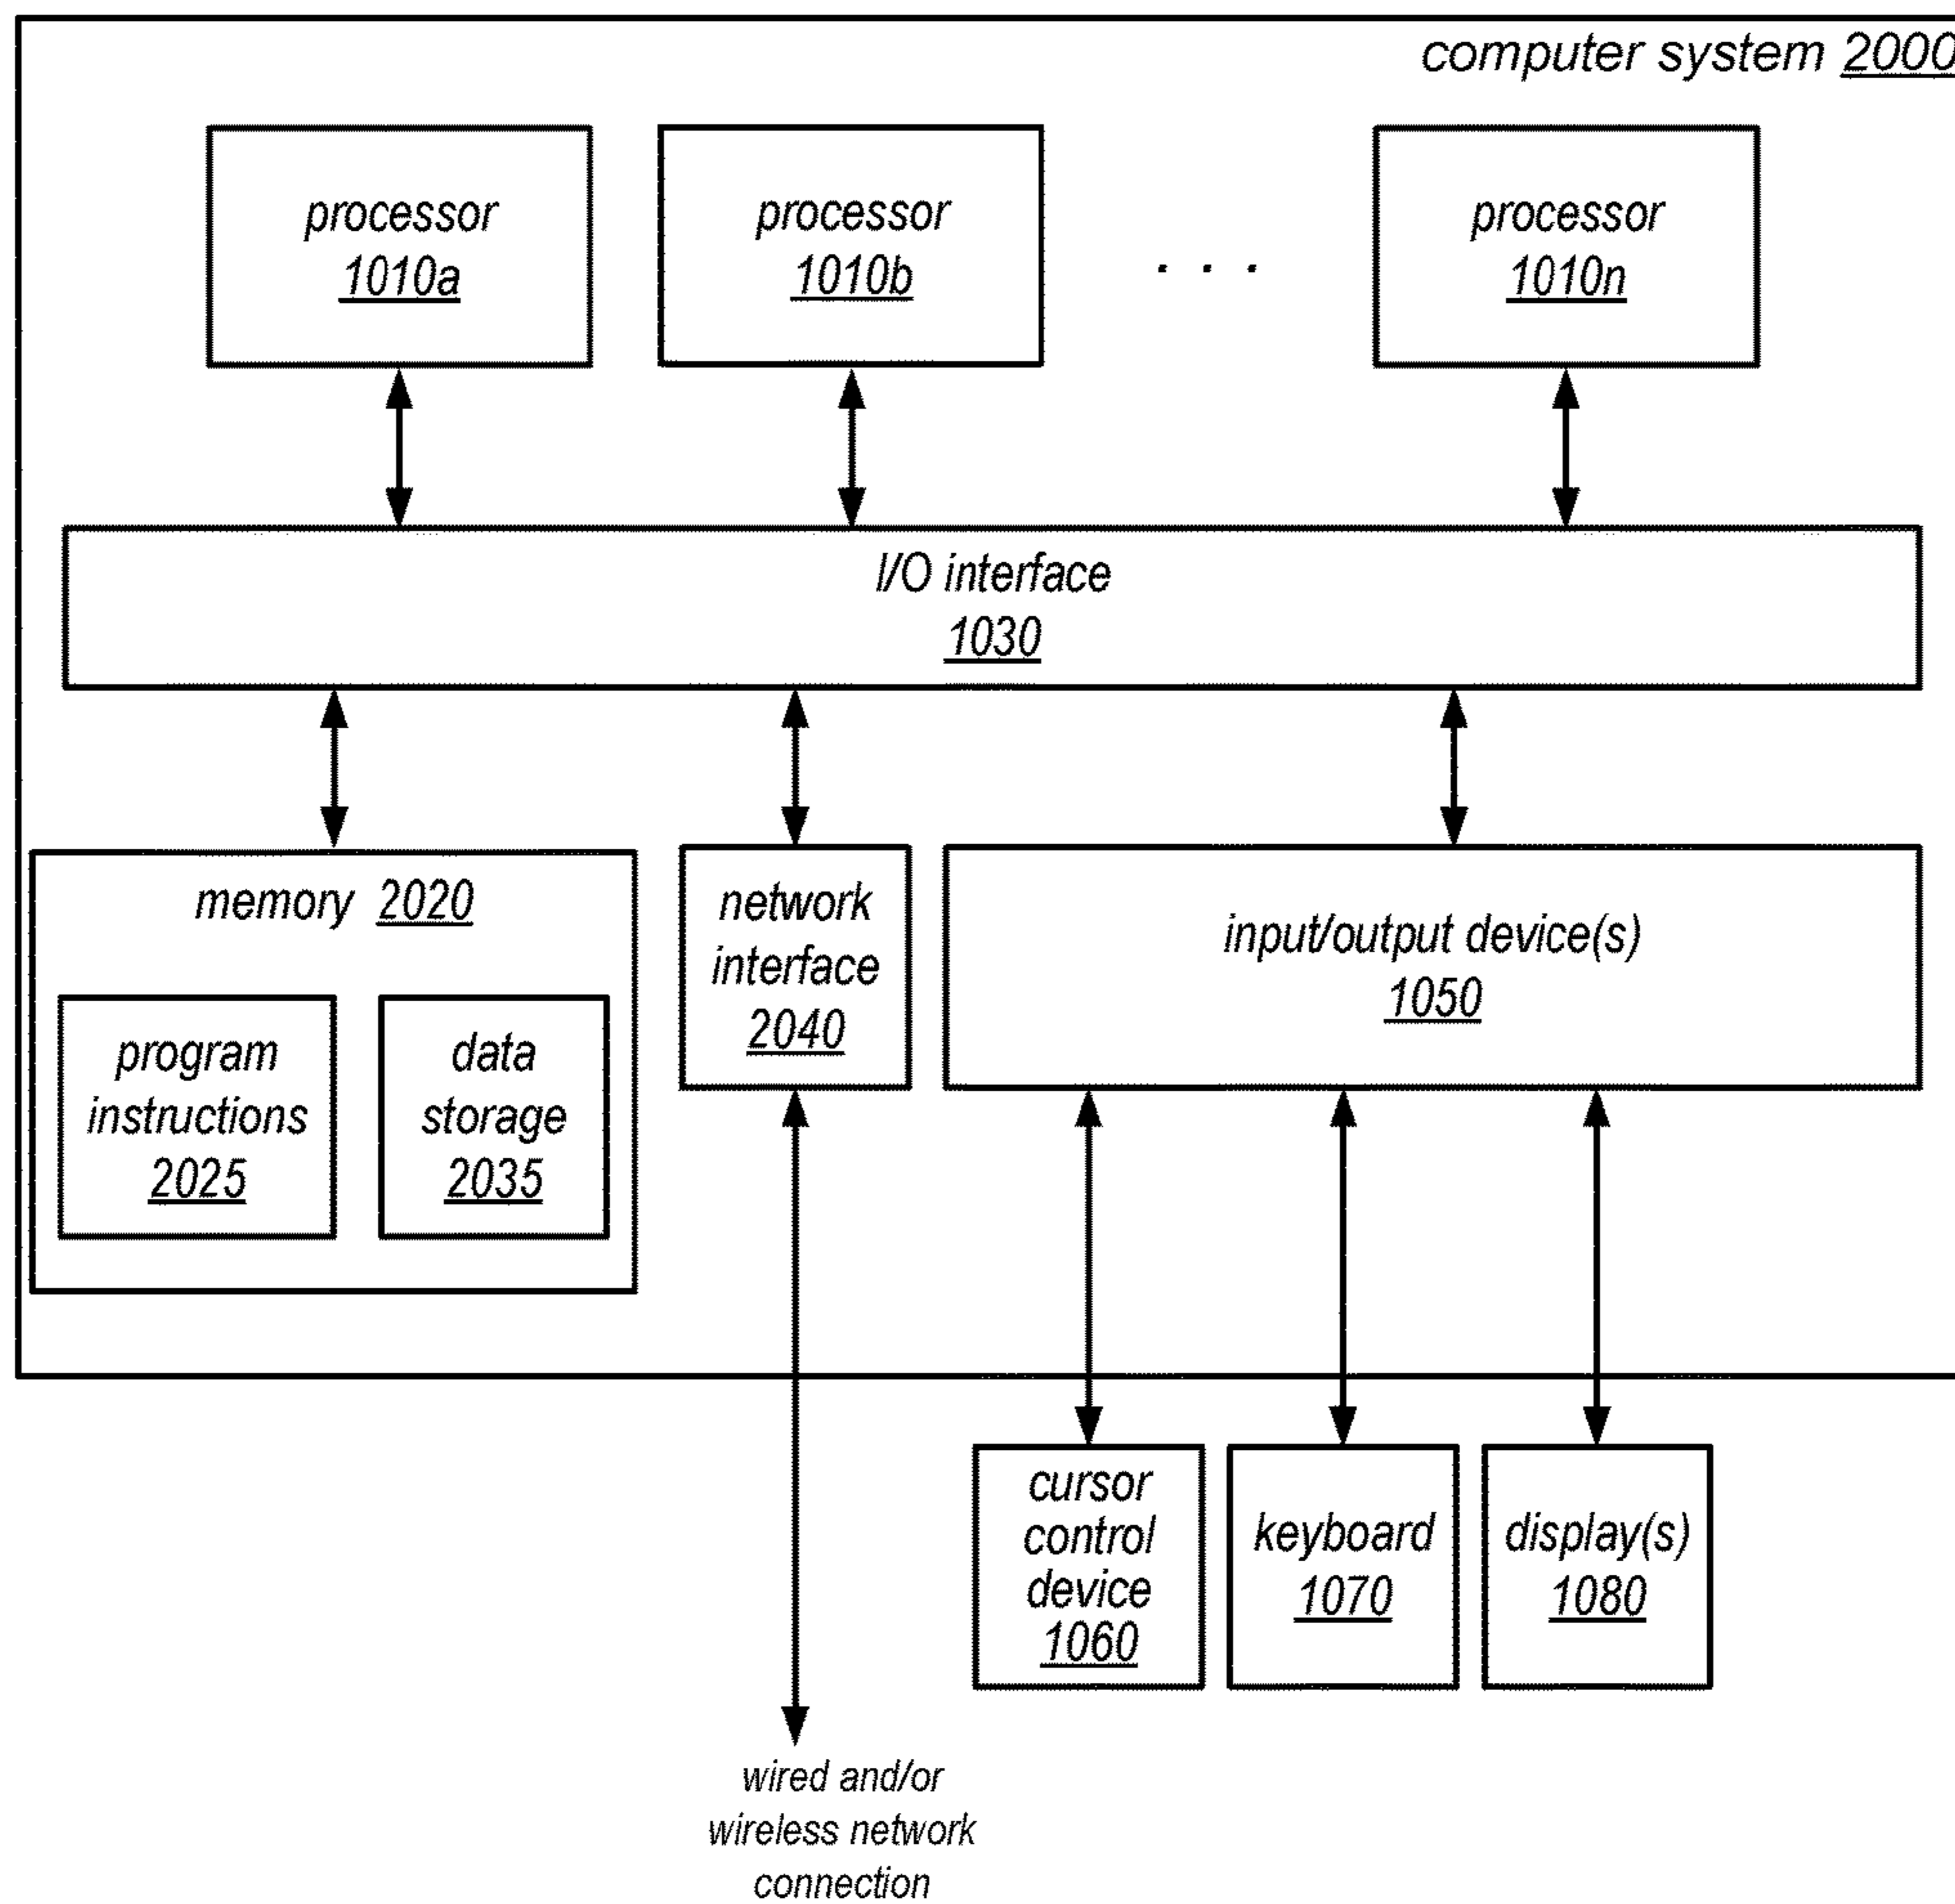 computer system 2000
processor
1010a
processor
1010b
. . .
processor
1010n
I/O interface
1030
memory 2020
program
instructions
2025
data
storage
2035
network
interface
2040
input/output device(s)
1050
cursor
control
device
1060
keyboard
1070
display(s)
1080
wired and/or
wireless network
connection